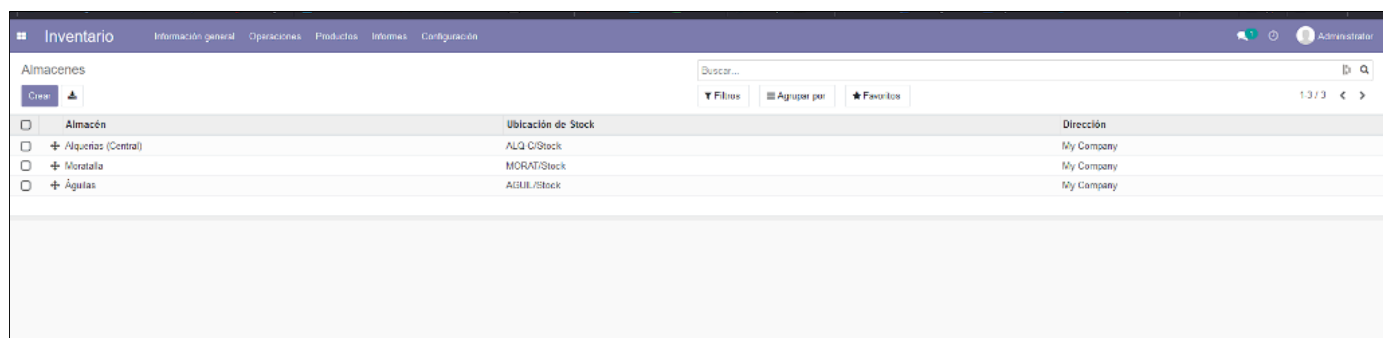 Inventario Información general Operaciones Productos Informes Configuración 1 Administrator
Almacenes Buscar...
Crear Filtros Agrupar por Favoritos 1-3 / 3
Almacén Ubicación de Stock Dirección
Alquerias (Central) ALQ-C/Stock My Company
Moratalla MORAT/Stock My Company
Águilas AGUIL/Stock My Company